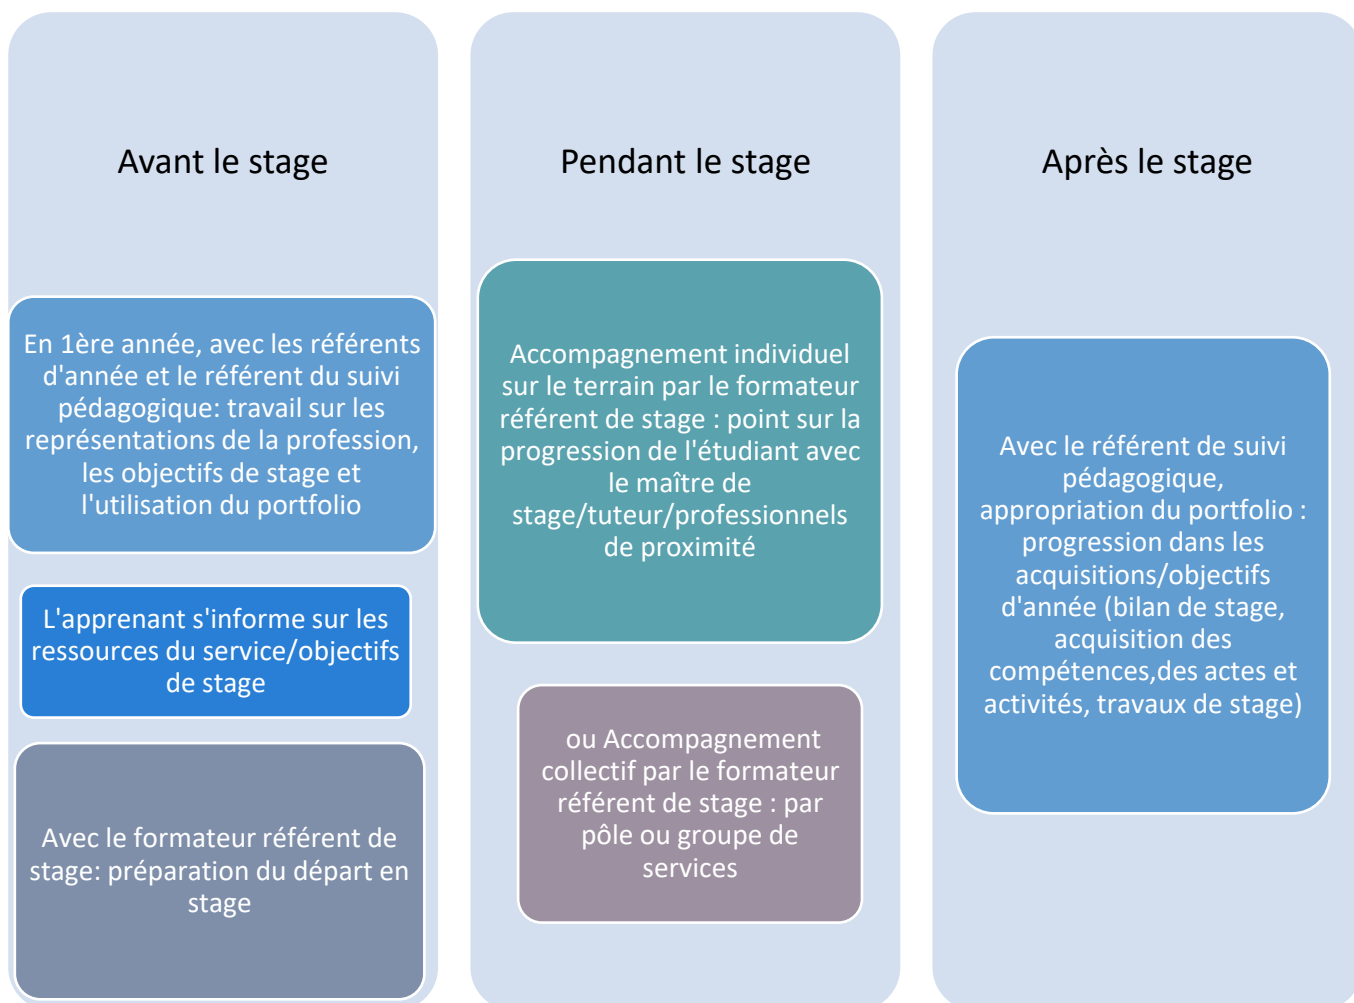 Avant le stage
En 1ère année, avec les référents
d'année et le référent du suivi
pédagogique: travail sur les
représentations de la profession,
les objectifs de stage et
l'utilisation du portfolio
L'apprenant s'informe sur les
ressources du service/objectifs
de stage
Avec le formateur référent de
stage: préparation du départ en
stage
Pendant le stage
Accompagnement individuel
sur le terrain par le formateur
référent de stage : point sur la
progression de l'étudiant avec
le maître de
stage/tuteur/professionnels
de proximité
ou Accompagnement
collectif par le formateur
référent de stage : par
pôle ou groupe de
services
Après le stage
Avec le référent de suivi
pédagogique,
appropriation du portfolio :
progression dans les
acquisitions/objectifs
d'année (bilan de stage,
acquisition des
compétences,des actes et
activités, travaux de stage)